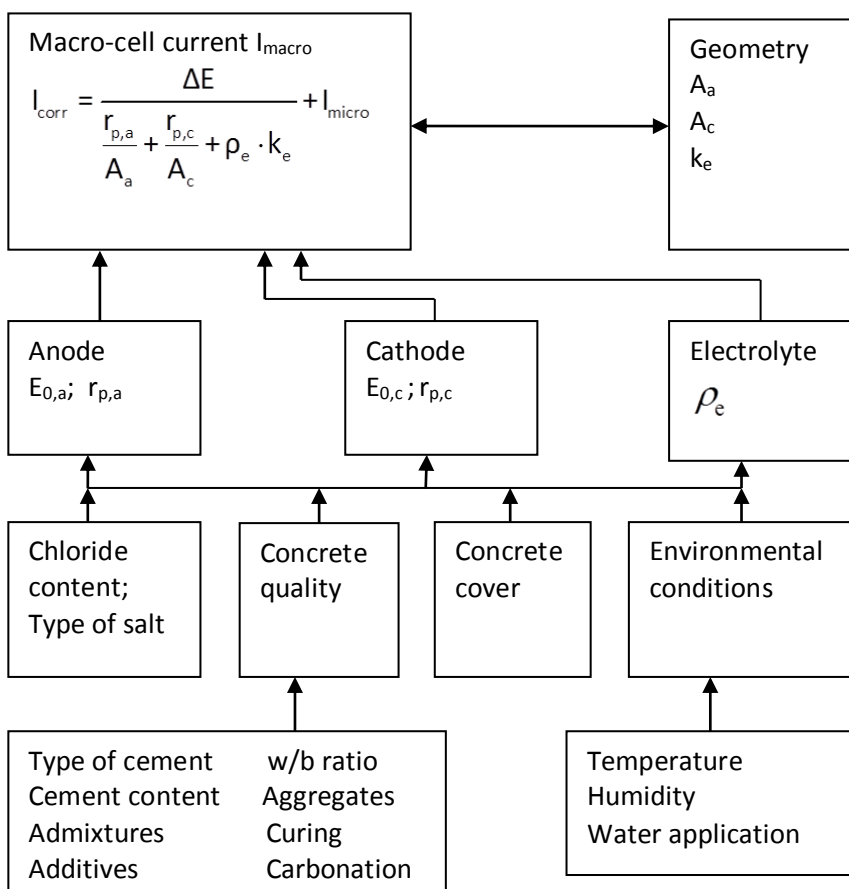 Macro-cell current I_macro
I_corr = ΔE / (r_p,a / A_a + r_p,c / A_c + ρ_e · k_e) + I_micro
Geometry
A_a
A_c
k_e
Anode
E_0,a; r_p,a
Cathode
E_0,c ; r_p,c
Electrolyte
ρ_e
Chloride
content;
Type of salt
Concrete
quality
Concrete
cover
Environmental
conditions
Type of cement w/b ratio
Cement content Aggregates
Admixtures Curing
Additives Carbonation
Temperature
Humidity
Water application